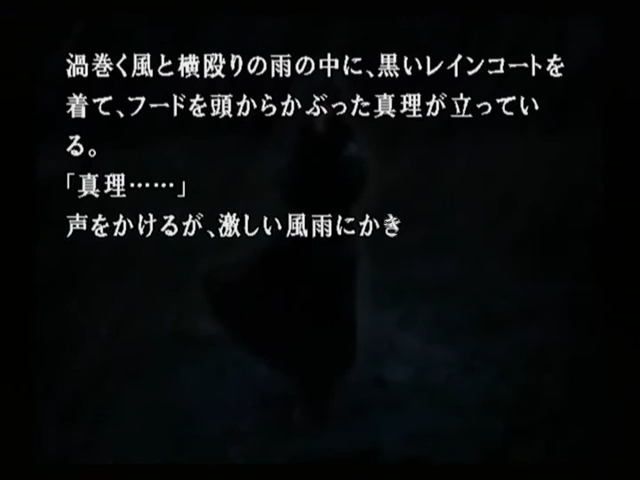 渦巻く風と横殴りの雨の中に、黒いレインコートを
着て、フードを頭からかぶった真理が立ってい
る。
「真理……」
声をかけるが、激しい風雨にかき